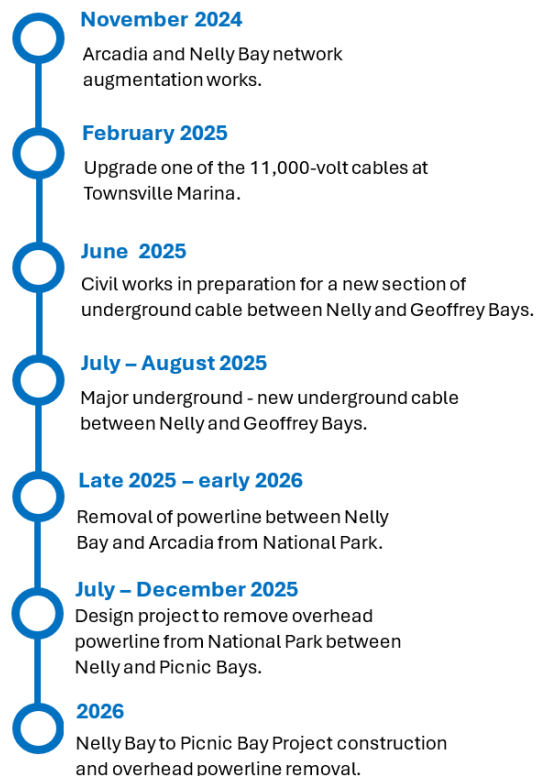 November 2024
Arcadia and Nelly Bay network
augmentation works.
February 2025
Upgrade one of the 11,000-volt cables at
Townsville Marina.
June 2025
Civil works in preparation for a new section of
underground cable between Nelly and Geoffrey Bays.
July – August 2025
Major underground - new underground cable
between Nelly and Geoffrey Bays.
Late 2025 – early 2026
Removal of powerline between Nelly
Bay and Arcadia from National Park.
July – December 2025
Design project to remove overhead
powerline from National Park between
Nelly and Picnic Bays.
2026
Nelly Bay to Picnic Bay Project construction
and overhead powerline removal.